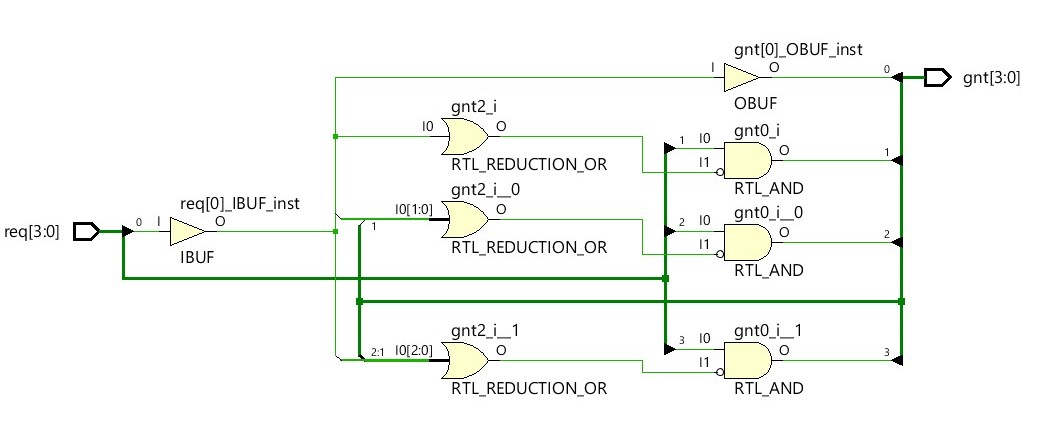 gnt[0]_OBUF_inst
I
O
0
gnt[3:0]
OBUF
gnt2_i
I0
O
RTL_REDUCTION_OR
gnt0_i
1
I0
O
1
I1
RTL_AND
gnt2_i__0
I0[1:0]
O
1
RTL_REDUCTION_OR
req[0]_IBUF_inst
req[3:0]
0
I
O
IBUF
gnt0_i__0
2
I0
O
2
I1
RTL_AND
gnt2_i__1
2:1
I0[2:0]
O
RTL_REDUCTION_OR
gnt0_i__1
3
I0
O
3
I1
RTL_AND